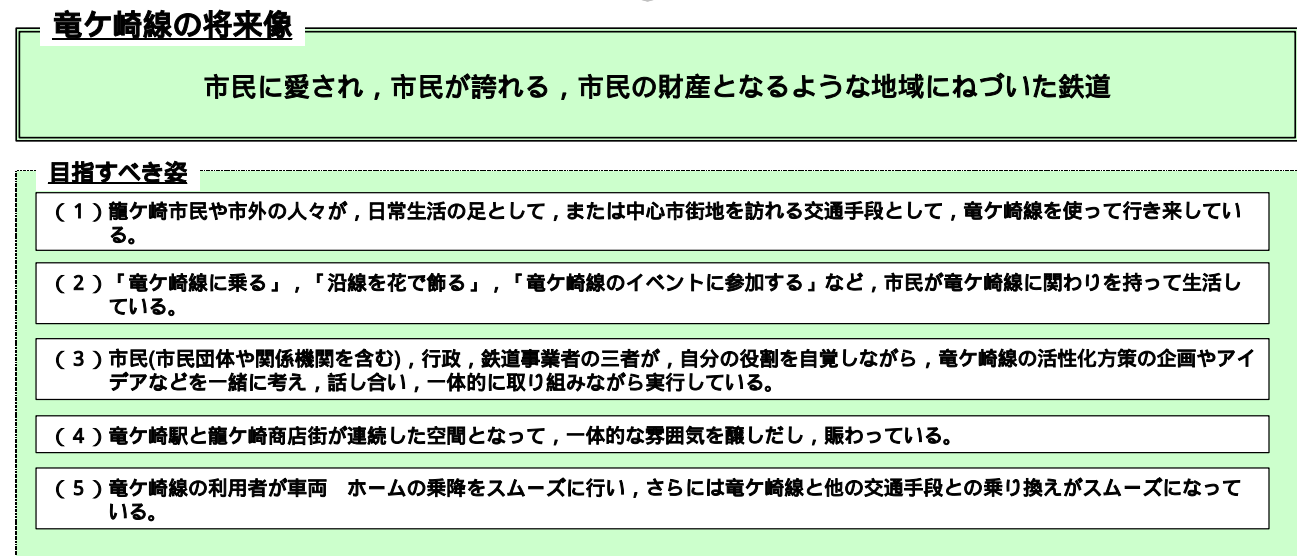 竜ケ崎線の将来像
市民に愛され，市民が誇れる，市民の財産となるような地域にねづいた鉄道
目指すべき姿
（１）龍ケ崎市民や市外の人々が，日常生活の足として，または中心市街地を訪れる交通手段として，竜ケ崎線を使って行き来してい
る。
（２）「竜ケ崎線に乗る」，「沿線を花で飾る」，「竜ケ崎線のイベントに参加する」など，市民が竜ケ崎線に関わりを持って生活し
ている。
（３）市民(市民団体や関係機関を含む)，行政，鉄道事業者の三者が，自分の役割を自覚しながら，竜ケ崎線の活性化方策の企画やアイ
デアなどを一緒に考え，話し合い，一体的に取り組みながら実行している。
（４）竜ケ崎駅と龍ケ崎商店街が連続した空間となって，一体的な雰囲気を醸しだし，賑わっている。
（５）竜ケ崎線の利用者が車両　ホームの乗降をスムーズに行い，さらには竜ケ崎線と他の交通手段との乗り換えがスムーズになって
いる。